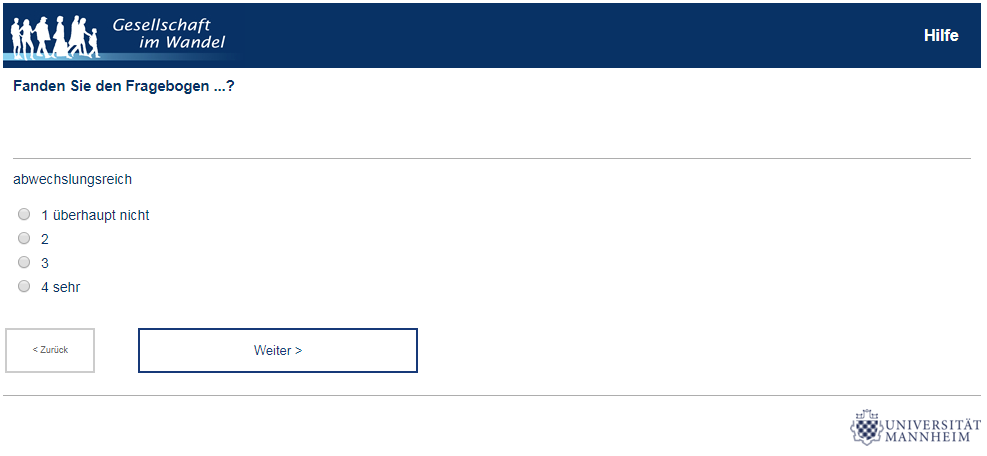 Gesellschaft
im Wandel
Hilfe
Fanden Sie den Fragebogen ...?
abwechslungsreich
1 überhaupt nicht
2
3
4 sehr
< Zurück
Weiter >
UNIVERSITÄT
MANNHEIM